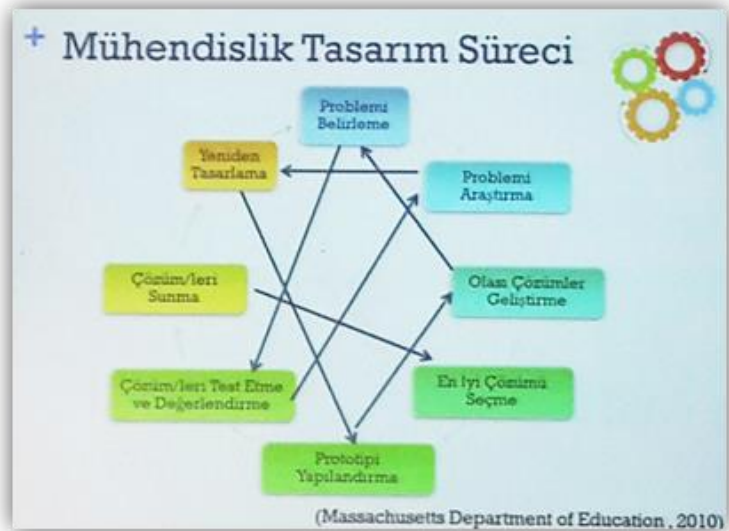 + Mühendislik Tasarım Süreci
Problemi
Belirleme
Yeniden
Tasarlama
Problemi
Araştırma
Çözüm/leri
Sunma
Olası Çözümler
Geliştirme
Çözüm/leri Test Etme
ve Değerlendirme
En İyi Çözümü
Seçme
Prototipi
Yapılandırma
(Massachusetts Department of Education, 2010)